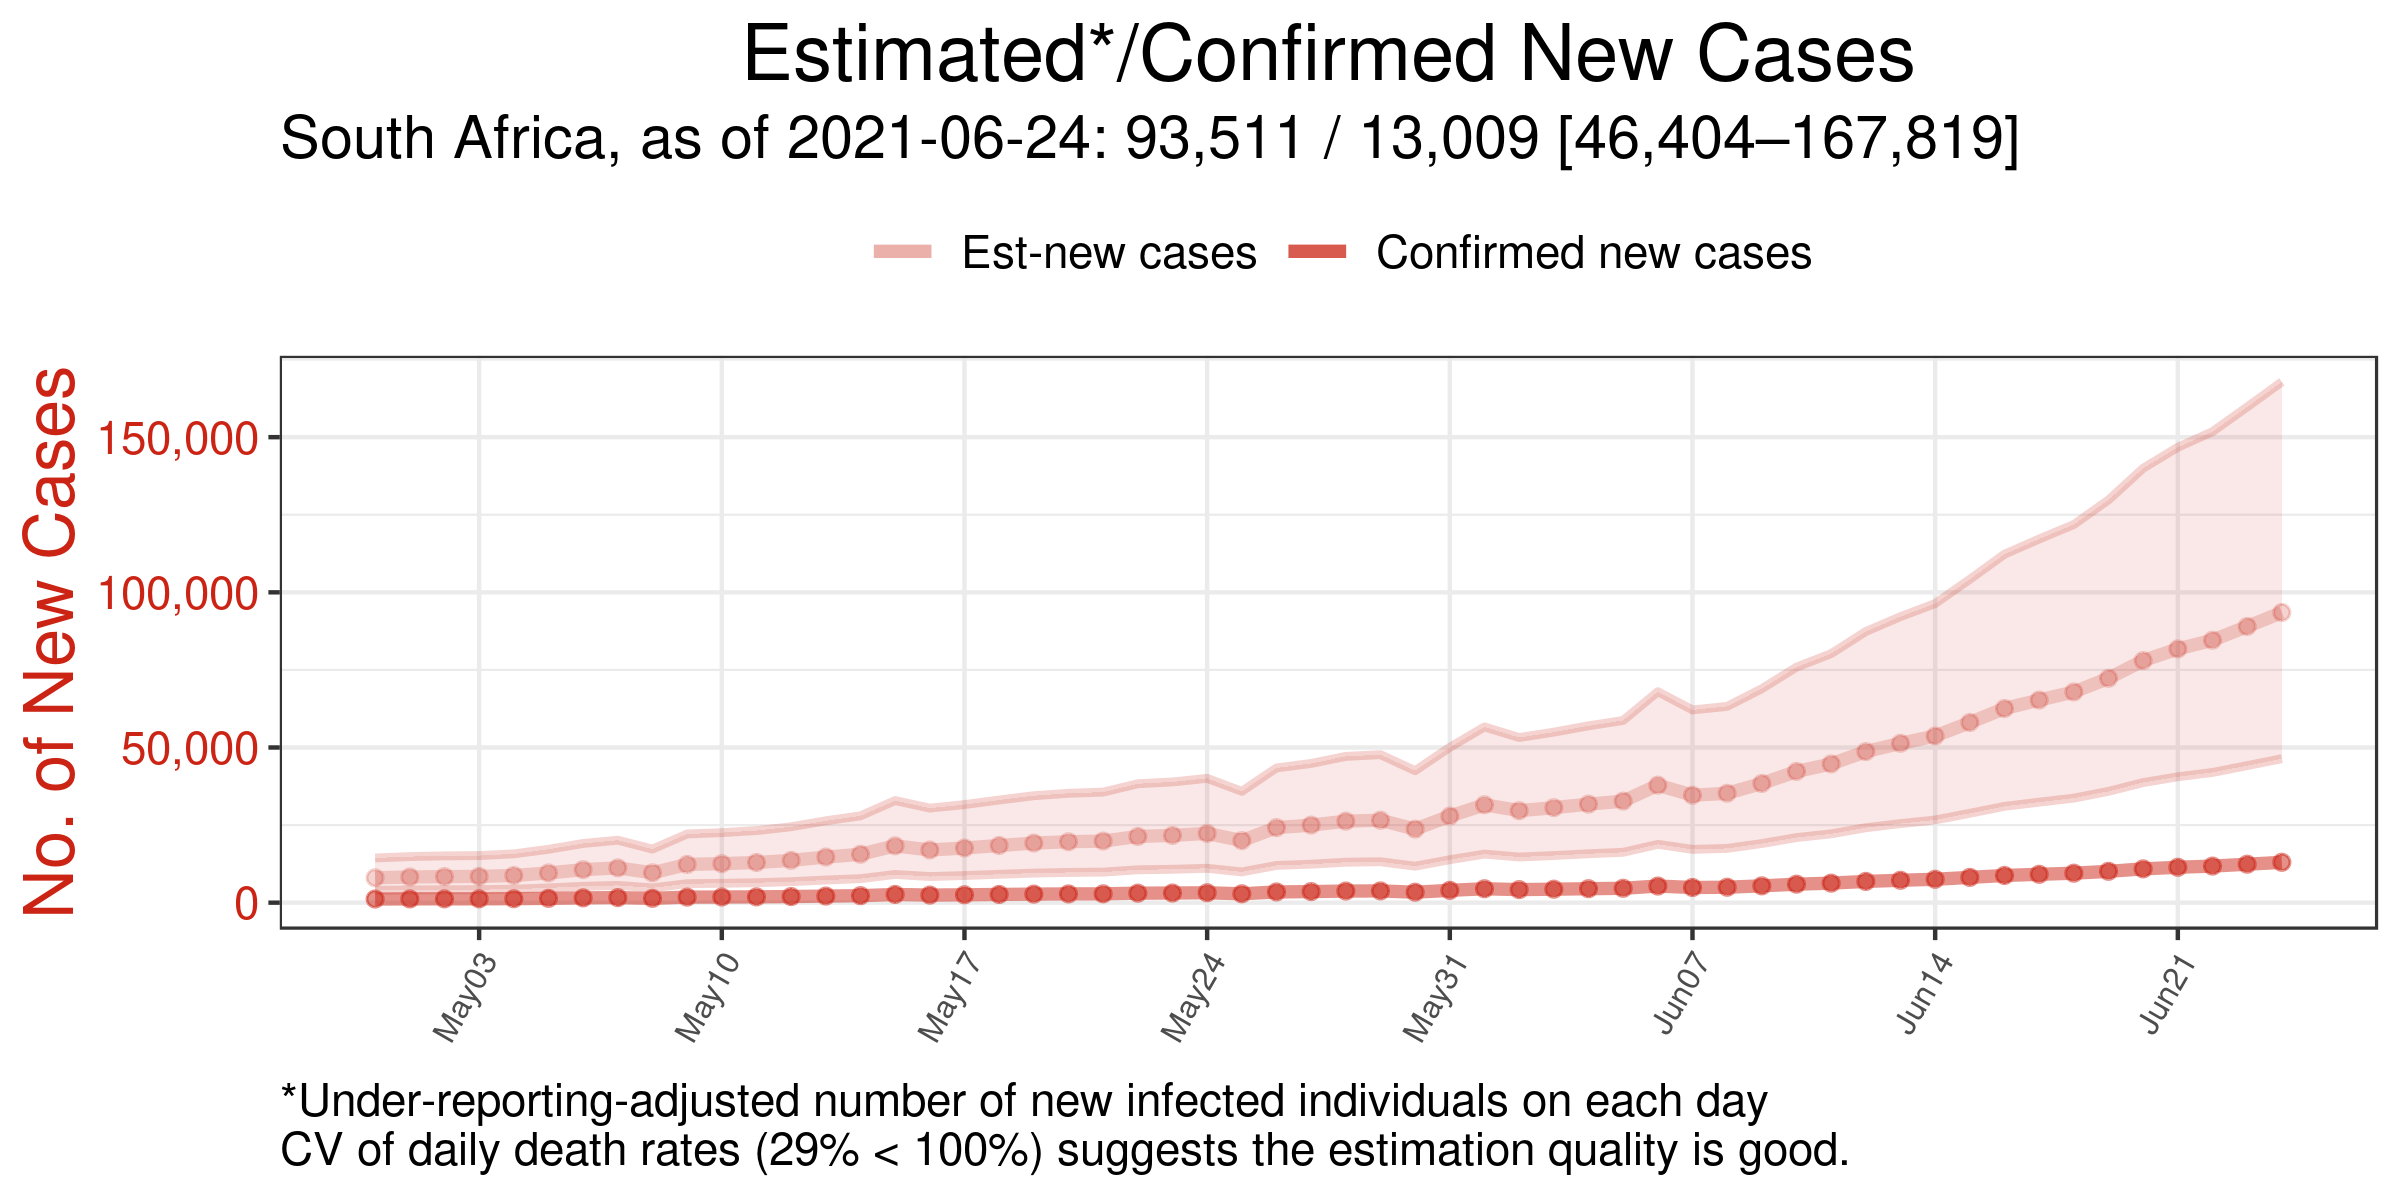 Estimated*/Confirmed New Cases
South Africa, as of 2021-06-24: 93,511 / 13,009 [46,404–167,819]
Est-new cases
Confirmed new cases
No. of New Cases
150,000
100,000
50,000
0
May03
May10
May17
May24
May31
Jun07
Jun14
Jun21
*Under-reporting-adjusted number of new infected individuals on each day
CV of daily death rates (29% < 100%) suggests the estimation quality is good.